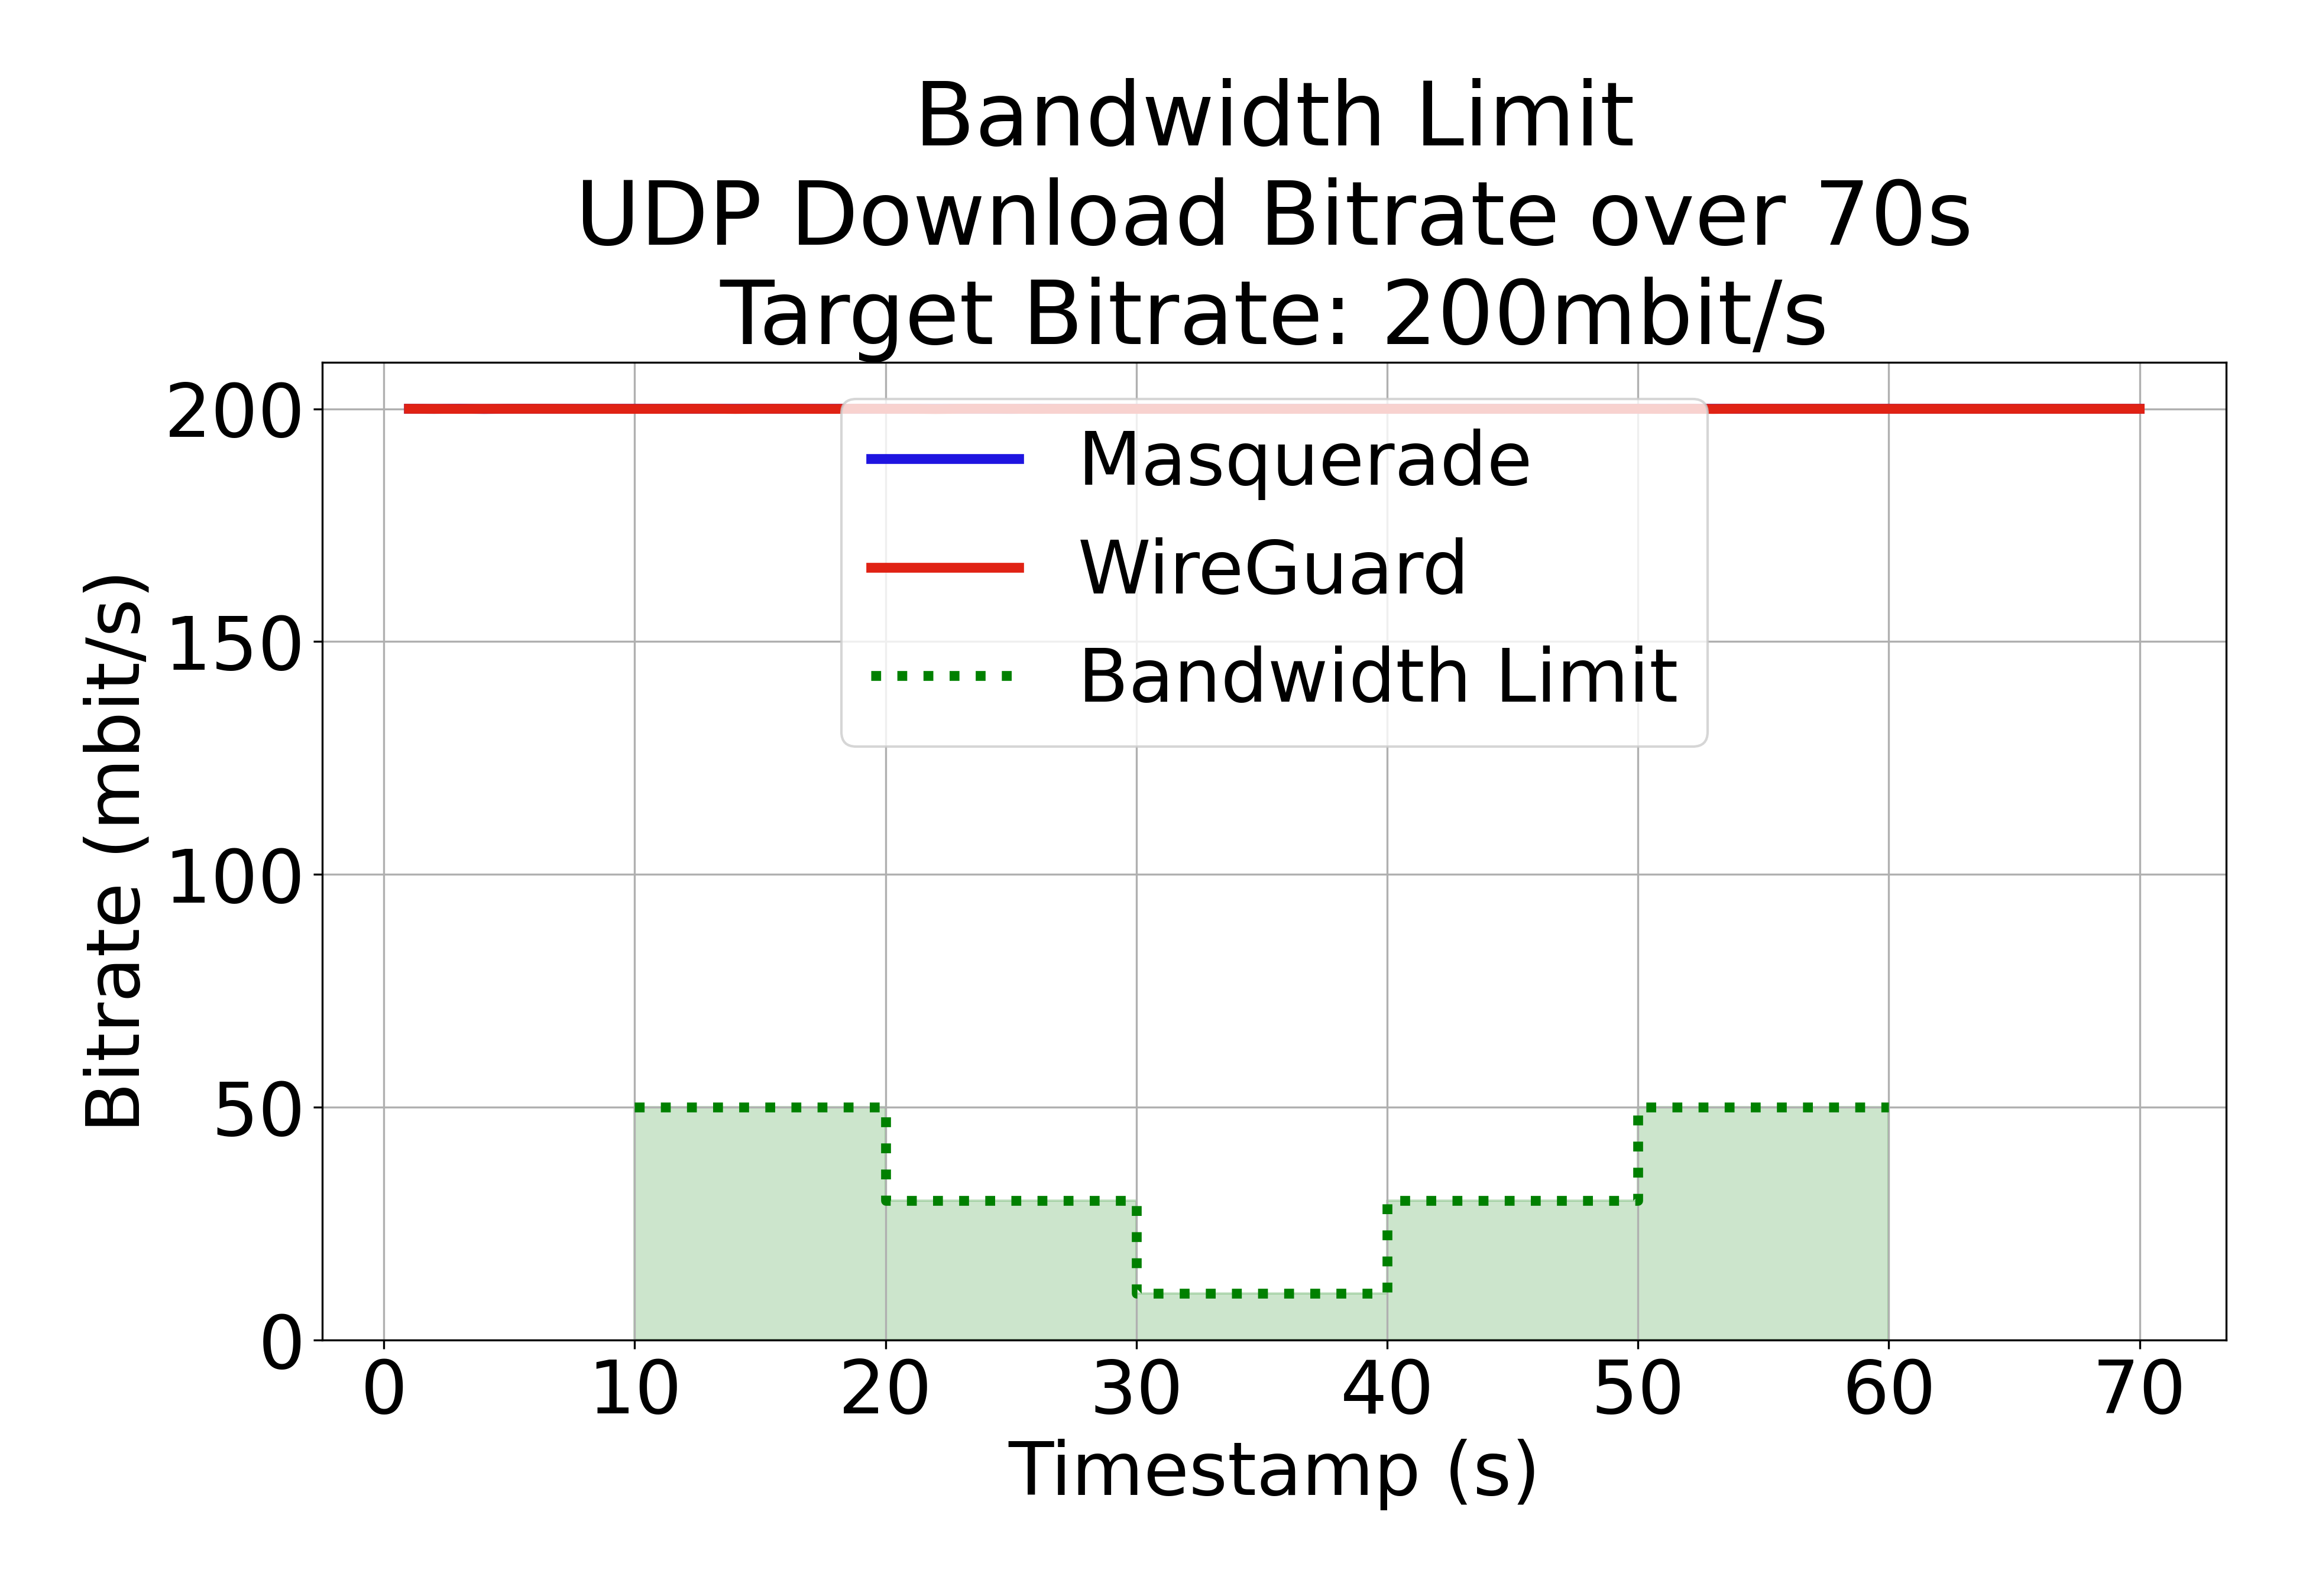 Bandwidth Limit
UDP Download Bitrate over 70s
Target Bitrate: 200mbit/s
Bitrate (mbit/s)
200
150
100
50
0
Masquerade
WireGuard
Bandwidth Limit
0 10 20 30 40 50 60 70
Timestamp (s)